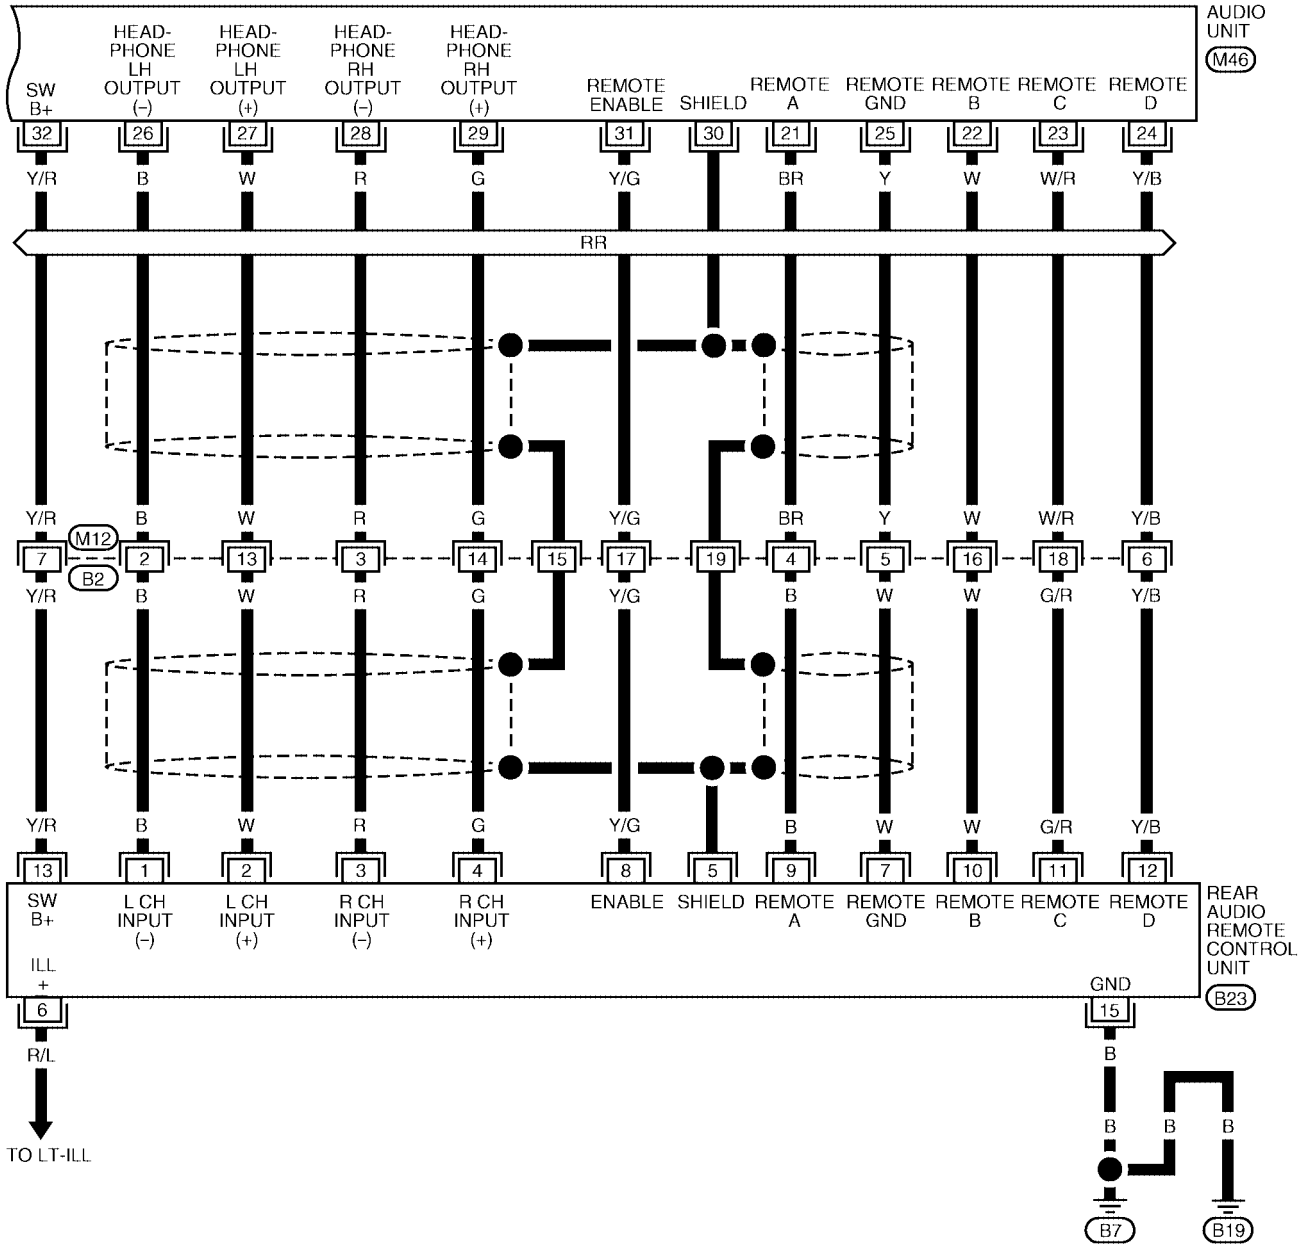 AUDIO
UNIT
M46
HEAD-
PHONE
LH
OUTPUT
(-)
HEAD-
PHONE
LH
OUTPUT
(+)
HEAD-
PHONE
RH
OUTPUT
(-)
HEAD-
PHONE
RH
OUTPUT
(+)
SW
B+
REMOTE
ENABLE
SHIELD
REMOTE
A
REMOTE
GND
REMOTE
B
REMOTE
C
REMOTE
D
32 26 27 28 29 31 30 21 25 22 23 24
Y/R B W R G Y/G BR Y W W/R Y/B
RR
Y/R B W R G Y/G BR Y W W/R Y/B
M12
7 2 13 3 14 15 17 19 4 5 16 18 6
B2
Y/R B W R G Y/G B W W G/R Y/B
Y/R B W R G Y/G B W W G/R Y/B
13 1 2 3 4 8 5 9 7 10 11 12
SW
B+
L CH
INPUT
(-)
L CH
INPUT
(+)
R CH
INPUT
(-)
R CH
INPUT
(+)
ENABLE
SHIELD
REMOTE
A
REMOTE
GND
REMOTE
B
REMOTE
C
REMOTE
D
REAR
AUDIO
REMOTE
CONTROL
UNIT
B23
ILL
+
GND
6
15
R/L
B
B B B
TO LT-ILL
B7
B19